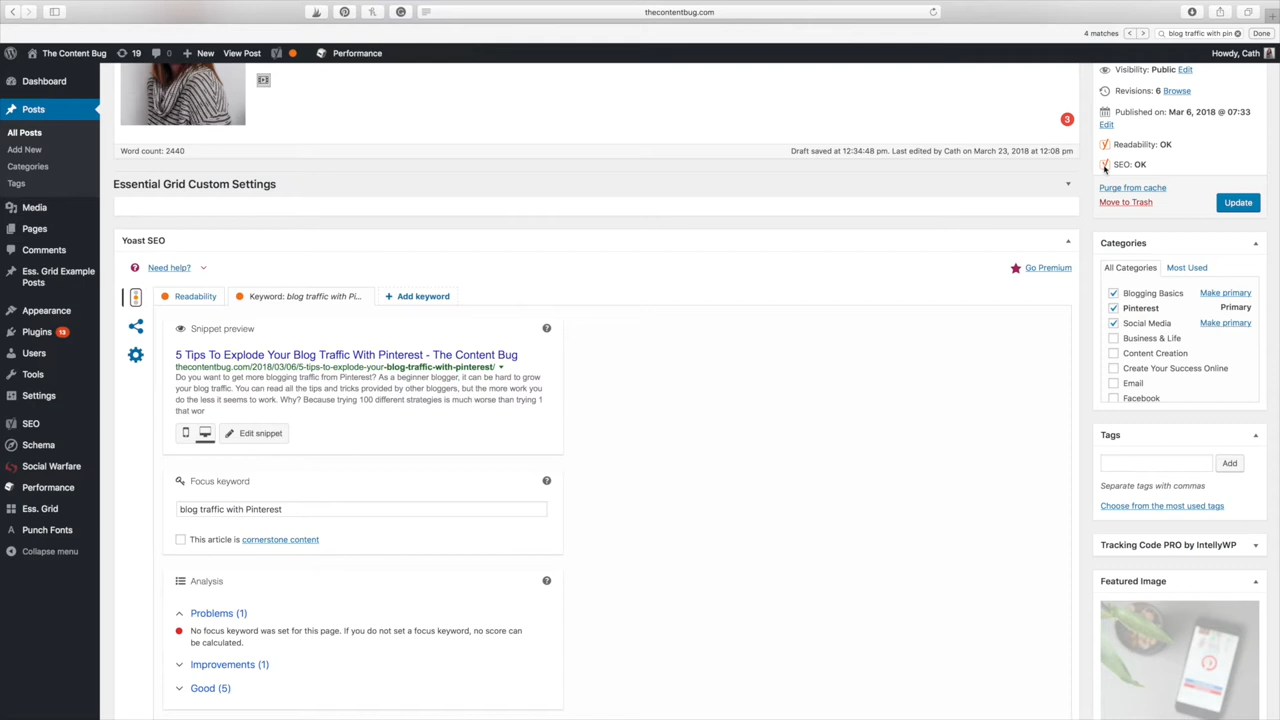 thecontentbug.com
4 matches
blog traffic with pin
Done
The Content Bug
19
0
New
View Post
Performance
Howdy, Cath
Dashboard
Posts
All Posts
Add New
Categories
Tags
Media
Pages
Comments
Ess. Grid Example
Posts
Appearance
Plugins 13
Users
Tools
Settings
SEO
Schema
Social Warfare
Performance
Ess. Grid
Punch Fonts
Collapse menu
3
Word count: 2440
Draft saved at 12:34:48 pm. Last edited by Cath on March 23, 2018 at 12:08 pm
Essential Grid Custom Settings
Yoast SEO
Need help?
Go Premium
Readability
Keyword: blog traffic with Pi...
Add keyword
Snippet preview
5 Tips To Explode Your Blog Traffic With Pinterest - The Content Bug
thecontentbug.com/2018/03/06/5-tips-to-explode-your-blog-traffic-with-pinterest/
Do you want to get more blogging traffic from Pinterest? As a beginner blogger, it can be hard to
grow your blog traffic. You can read all the tips and tricks provided by other bloggers, but the more work you
do the less it seems to work. Why? Because trying 100 different strategies is much worse than trying 1
that wor
Edit snippet
Focus keyword
blog traffic with Pinterest
This article is cornerstone content
Analysis
Problems (1)
No focus keyword was set for this page. If you do not set a focus keyword, no score can
be calculated.
Improvements (1)
Good (5)
Visibility: Public Edit
Revisions: 6 Browse
Published on: Mar 6, 2018 @ 07:33
Edit
Readability: OK
SEO: OK
Purge from cache
Move to Trash
Update
Categories
All Categories
Most Used
Blogging Basics
Make primary
Pinterest
Primary
Social Media
Make primary
Business & Life
Content Creation
Create Your Success Online
Email
Facebook
Tags
Add
Separate tags with commas
Choose from the most used tags
Tracking Code PRO by IntellyWP
Featured Image